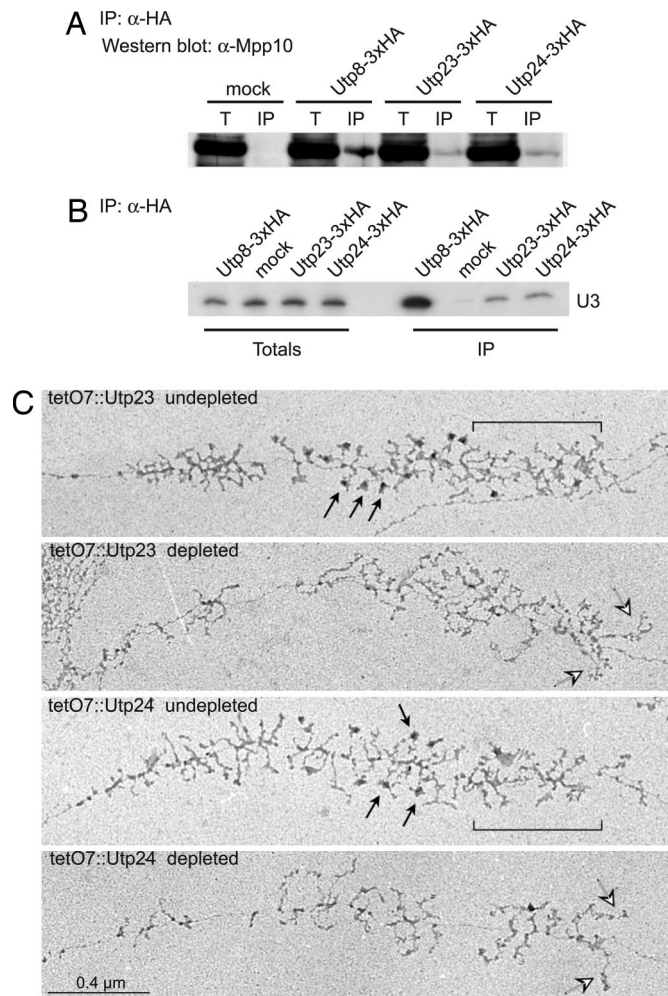 A IP: α-HA
Western blot: α-Mpp10
mock Utp8-3xHA Utp23-3xHA Utp24-3xHA
T IP T IP T IP T IP
B IP: α-HA
Utp8-3xHA mock Utp23-3xHA Utp24-3xHA Utp8-3xHA mock Utp23-3xHA Utp24-3xHA
U3
Totals IP
C tetO7::Utp23 undepleted
tetO7::Utp23 depleted
tetO7::Utp24 undepleted
tetO7::Utp24 depleted
0.4 μm